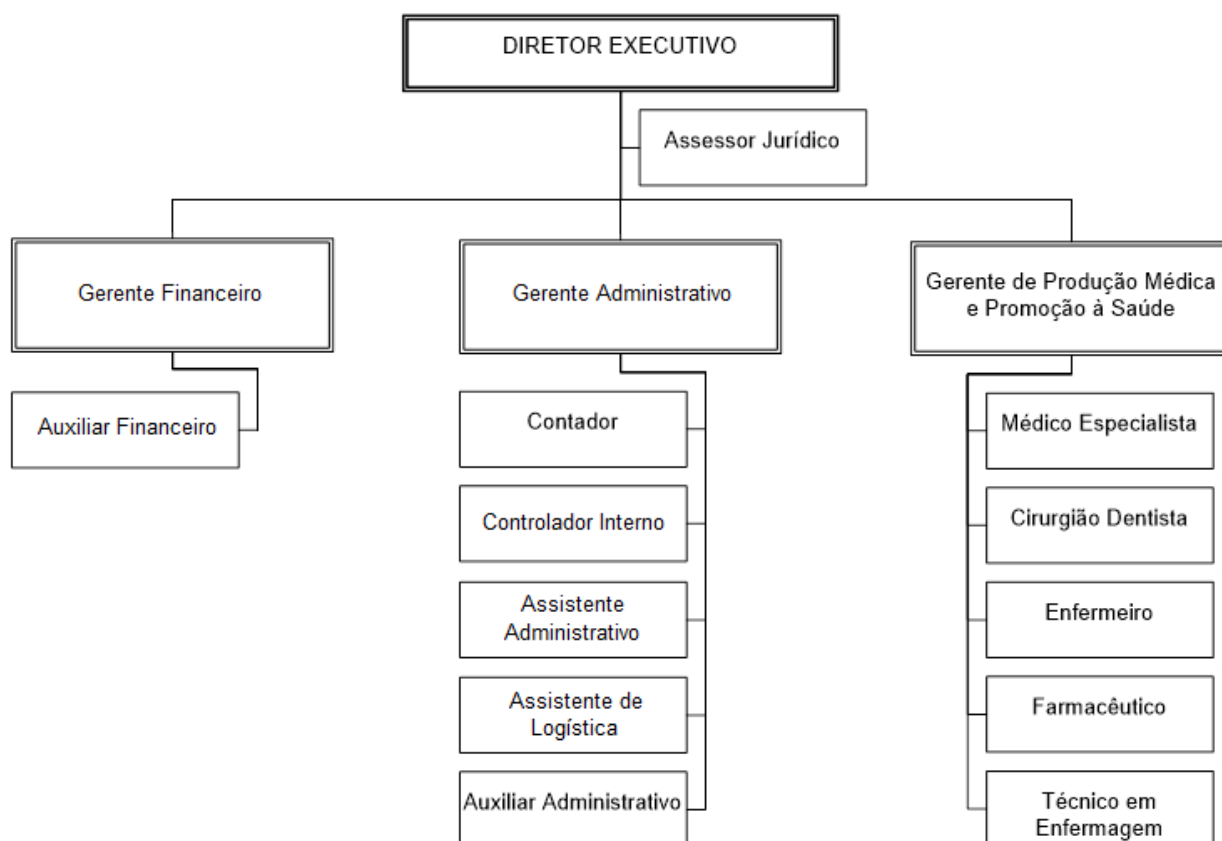 DIRETOR EXECUTIVO
Assessor Jurídico
Gerente Financeiro
Auxiliar Financeiro
Gerente Administrativo
Contador
Controlador Interno
Assistente
Administrativo
Assistente de
Logística
Auxiliar Administrativo
Gerente de Produção Médica
e Promoção à Saúde
Médico Especialista
Cirurgião Dentista
Enfermeiro
Farmacêutico
Técnico em
Enfermagem